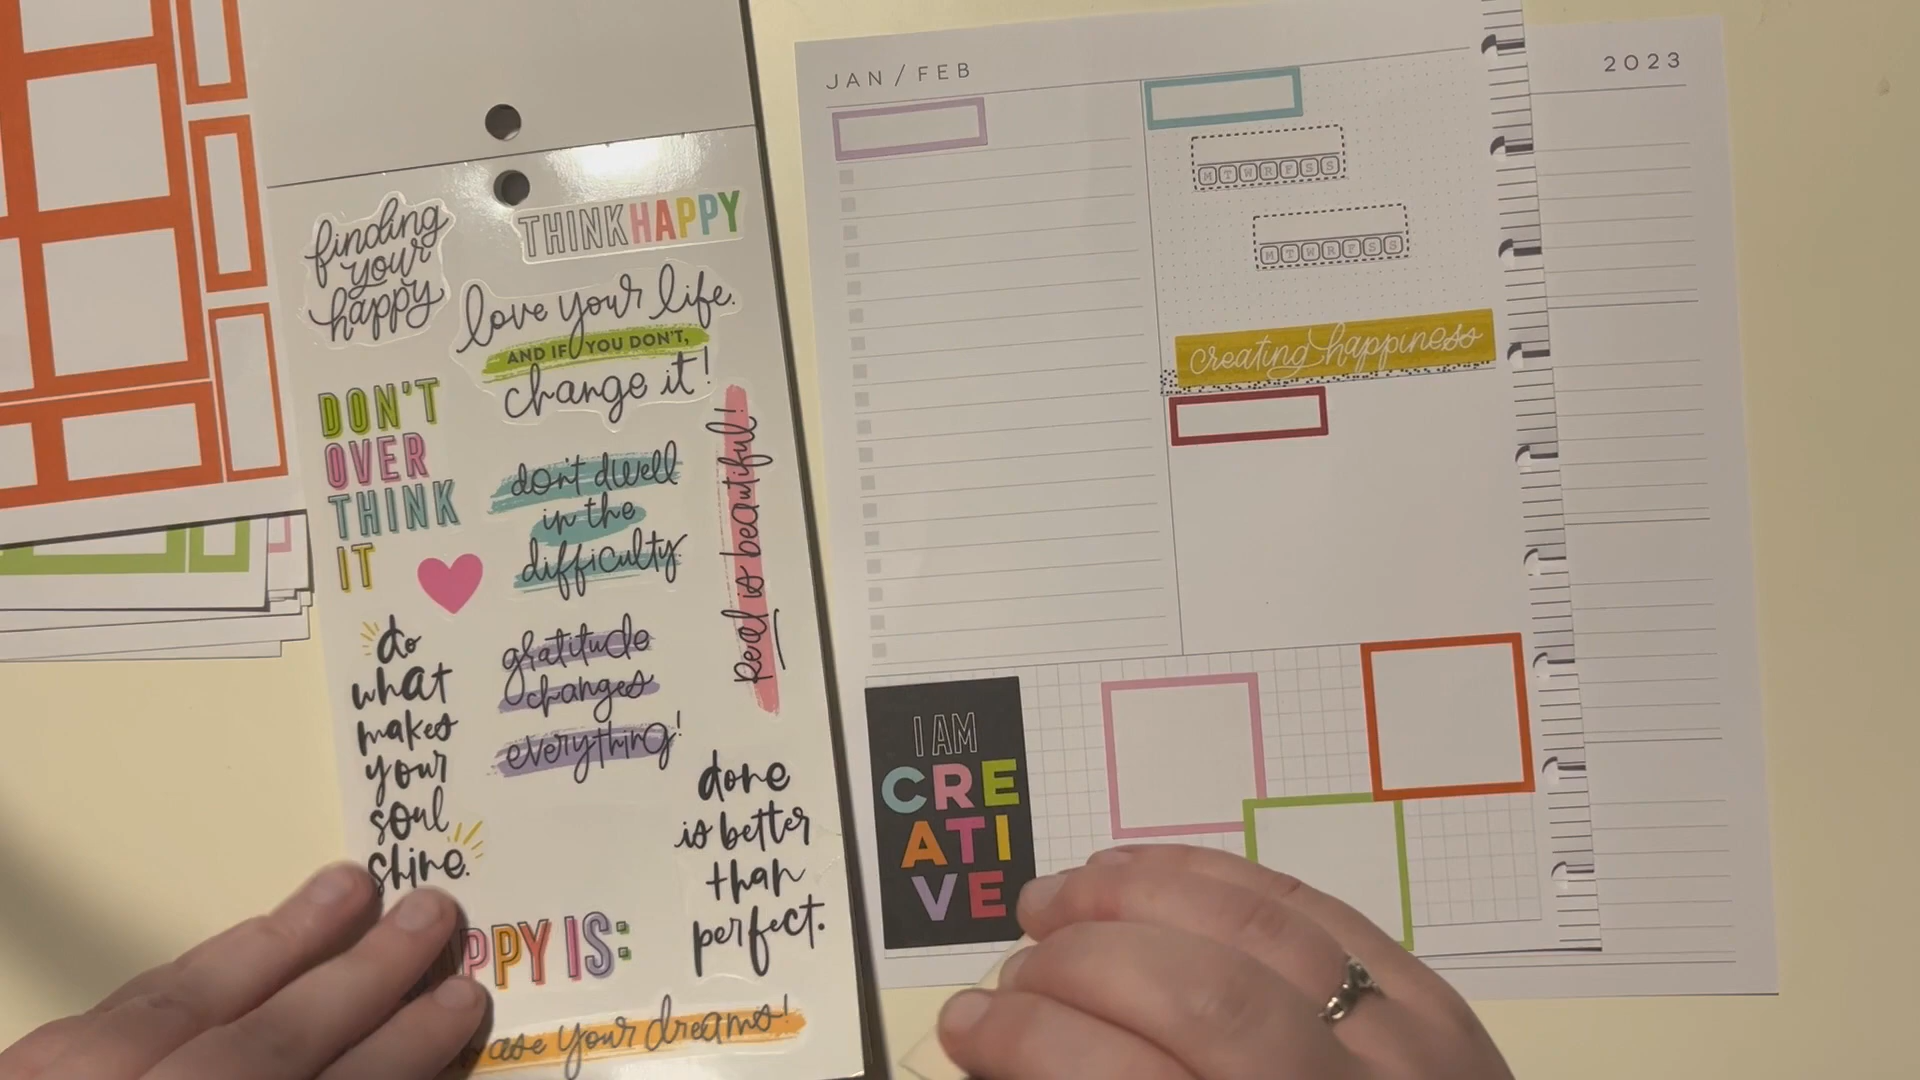 finding
your
happy
THINK HAPPY
love your life.
AND IF YOU DON'T,
change it!
DON'T
OVER
THINK
IT
don't dwell
in the
difficulty.
Real is beautiful!
do
what
makes
your
soul
shine.
gratitude
changes
everything!
done
is better
than
perfect.
PPY IS:
ase your dreams!
JAN / FEB
2023
M T W R F S S
M T W R F S S
creating happiness
I AM
CRE
ATI
VE